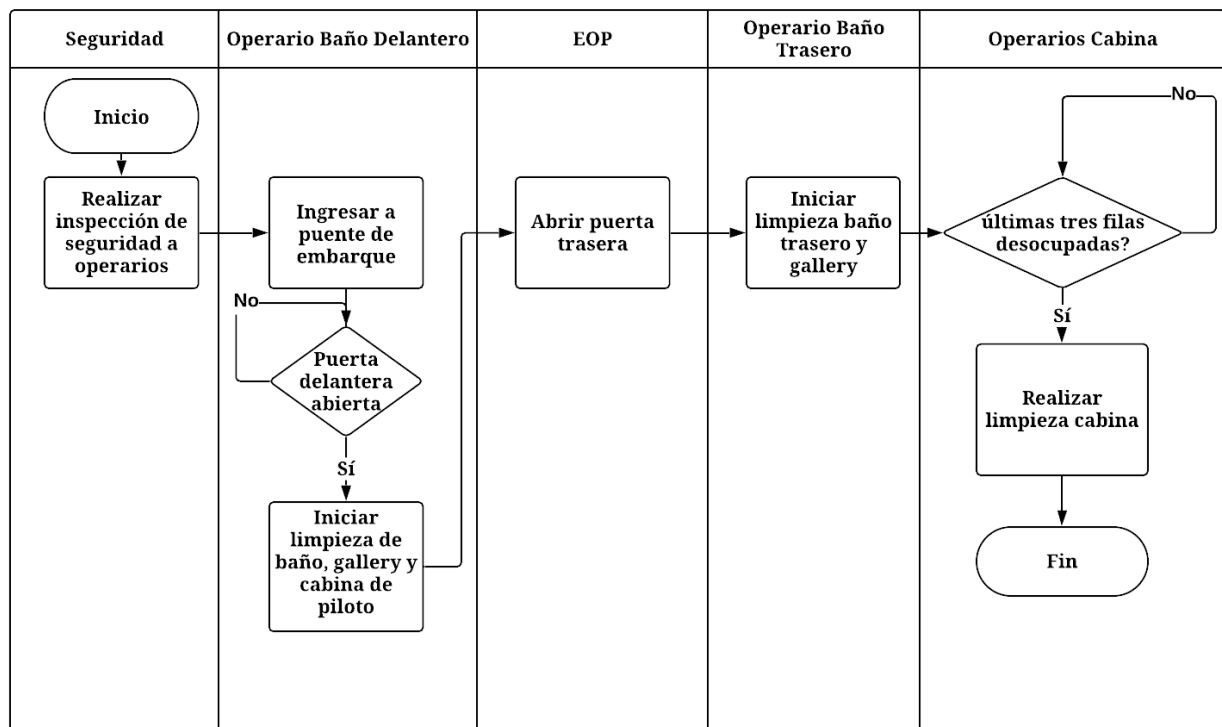 Seguridad
Operario Baño Delantero
EOP
Operario Baño
Trasero
Operarios Cabina
Inicio
Realizar
inspección de
seguridad a
operarios
Ingresar a
puente de
embarque
No
Puerta
delantera
abierta
Sí
Iniciar
limpieza de
baño, gallery y
cabina de
piloto
Abrir puerta
trasera
Iniciar
limpieza baño
trasero y
gallery
No
últimas tres filas
desocupadas?
Sí
Realizar
limpieza cabina
Fin